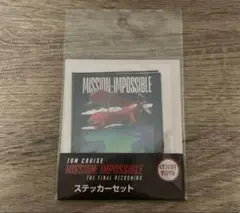 MISSION: IMPOSSIBLE
TOM CRUISE
MISSION: IMPOSSIBLE
THE FINAL RECKONING
ステッカーセット